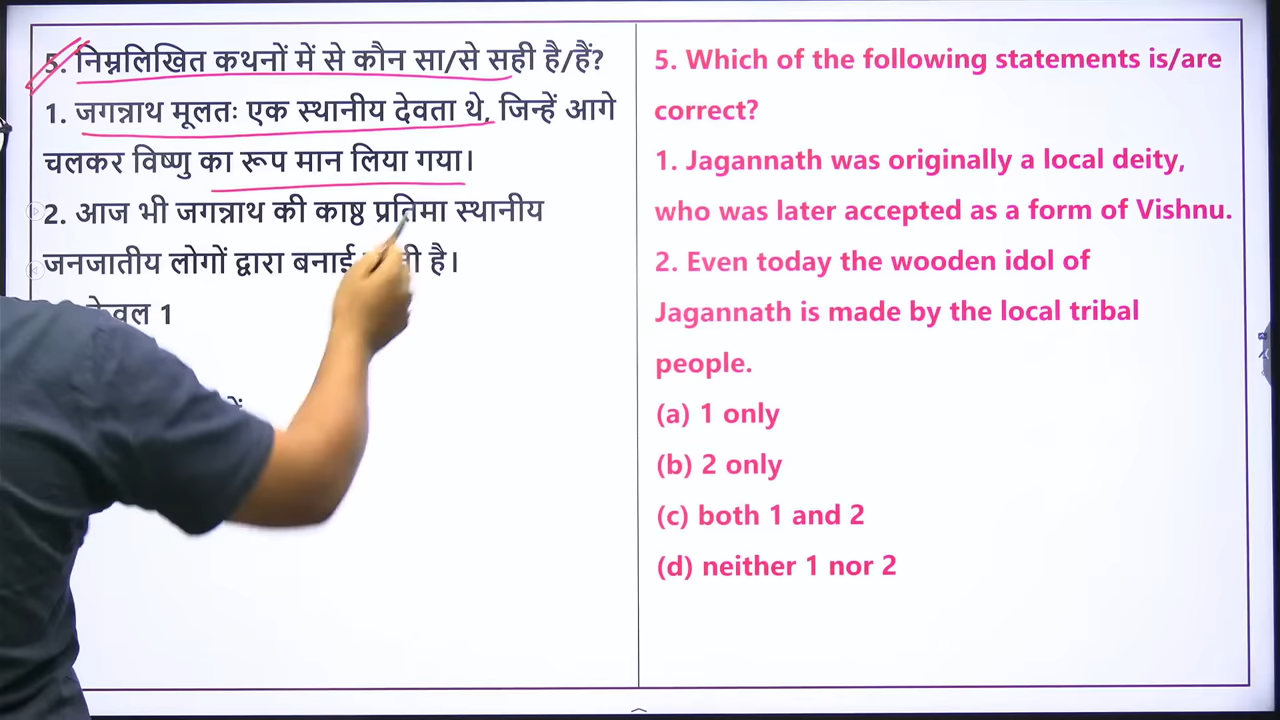 5. निम्नलिखित कथनों में से कौन सा/से सही है/हैं?
1. जगन्नाथ मूलतः एक स्थानीय देवता थे, जिन्हें आगे
चलकर विष्णु का रूप मान लिया गया।
2. आज भी जगन्नाथ की काष्ठ प्रतिमा स्थानीय
जनजातीय लोगों द्वारा बनाई है।
केवल 1
5. Which of the following statements is/are
correct?
1. Jagannath was originally a local deity,
who was later accepted as a form of Vishnu.
2. Even today the wooden idol of
Jagannath is made by the local tribal
people.
(a) 1 only
(b) 2 only
(c) both 1 and 2
(d) neither 1 nor 2